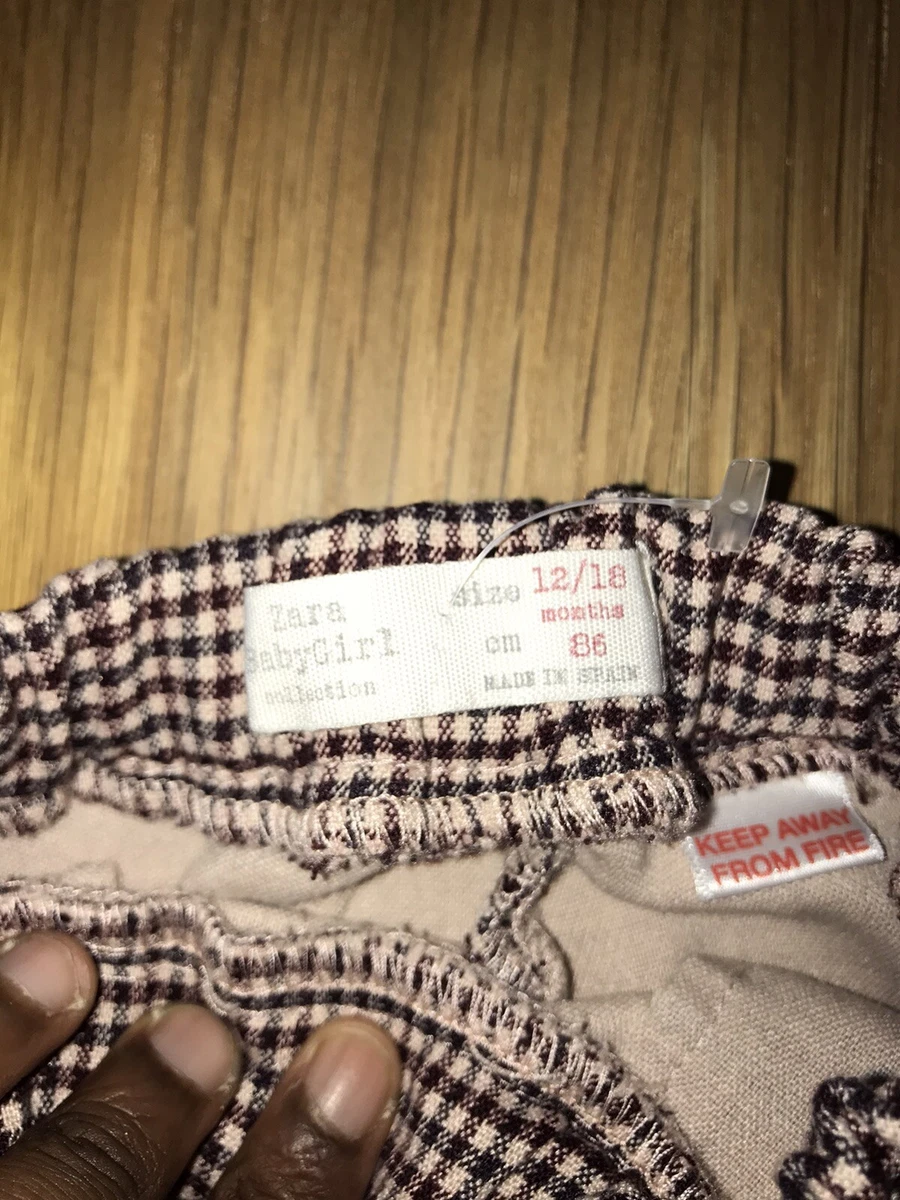 Zara
BabyGirl
collection
size 12/18
months
cm 86
MADE IN SPAIN
KEEP AWAY
FROM FIRE